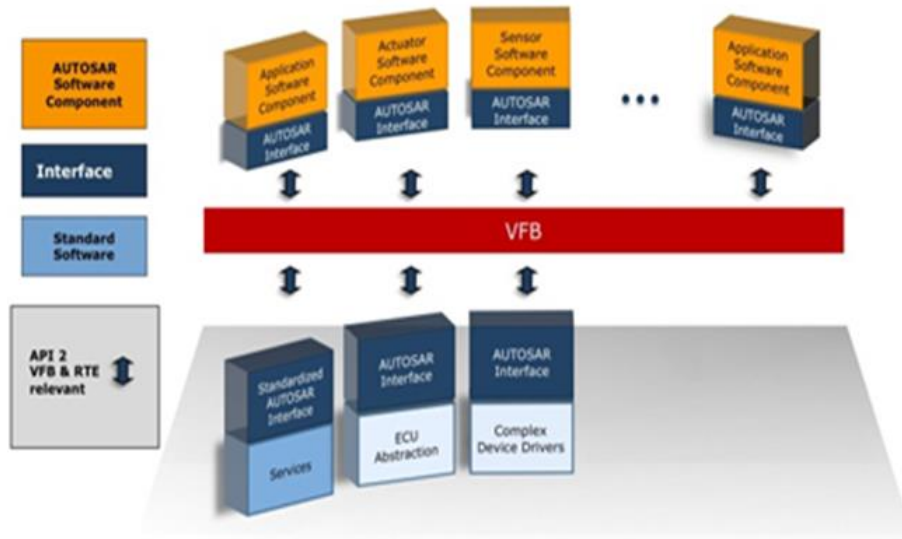 AUTOSAR
Software
Component
Interface
Standard
Software
API 2
VFB & RTE
relevant
Application
Software
Component
AUTOSAR
Interface
Actuator
Software
Component
AUTOSAR
Interface
Sensor
Software
Component
AUTOSAR
Interface
...
Application
Software
Component
AUTOSAR
Interface
VFB
Standardized
AUTOSAR
Interface
Services
AUTOSAR
Interface
ECU
Abstraction
AUTOSAR
Interface
Complex
Device Drivers